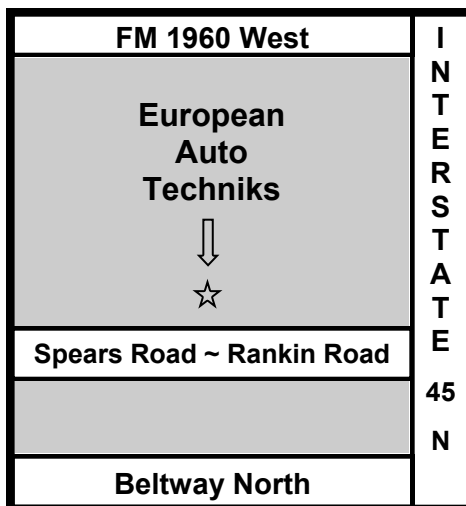 FM 1960 West
European
Auto
Techniks
Spears Road ~ Rankin Road
Beltway North
I
N
T
E
R
S
T
A
T
E
45
N